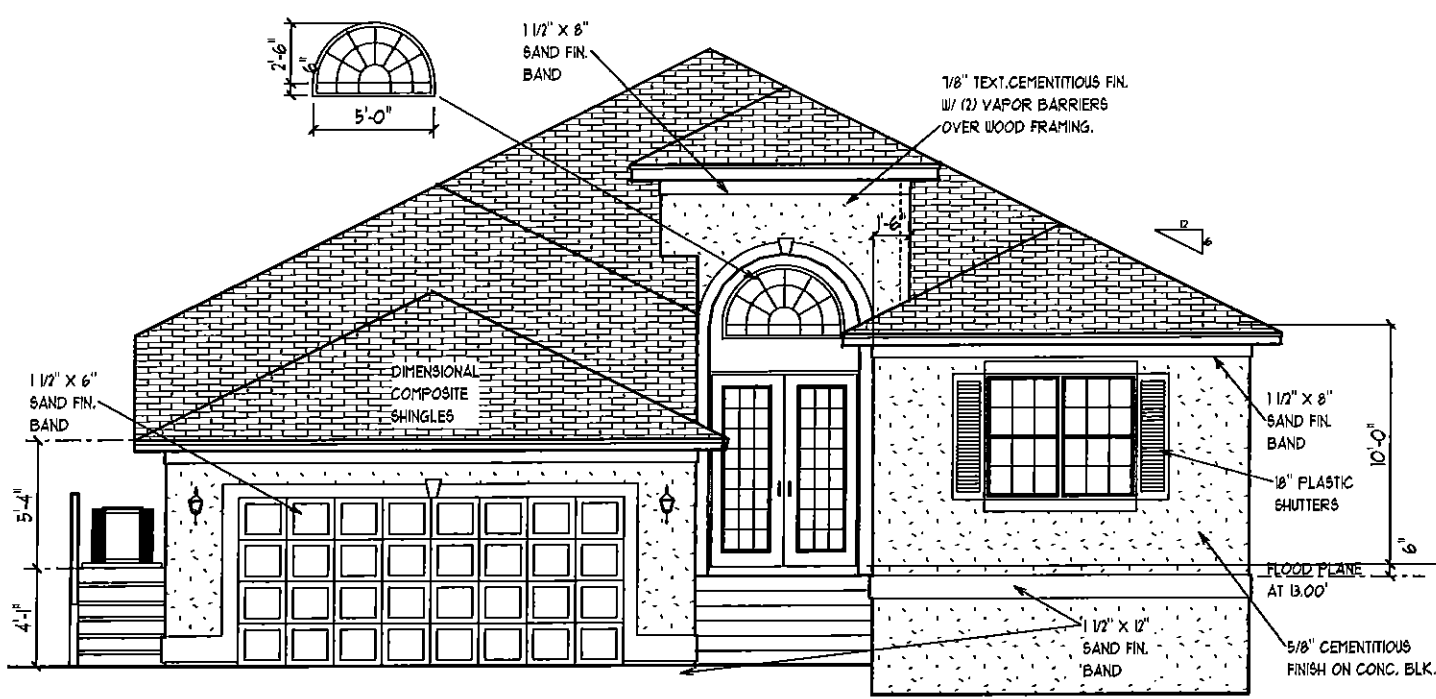 2'-6"
6"
5'-0"
1 1/2" X 8"
SAND FIN.
BAND
7/8" TEXT.CEMENTITIOUS FIN.
W/ (2) VAPOR BARRIERS
OVER WOOD FRAMING.
1'-6"
12
6
1 1/2" X 6"
SAND FIN.
BAND
DIMENSIONAL
COMPOSITE
SHINGLES
1 1/2" X 8"
SAND FIN.
BAND
10'-0"
18" PLASTIC
SHUTTERS
5'-4"
6"
FLOOD PLANE
AT 13.00'
4'-1"
1 1/2" X 12"
SAND FIN.
BAND
5/8" CEMENTITIOUS
FINISH ON CONC. BLK.